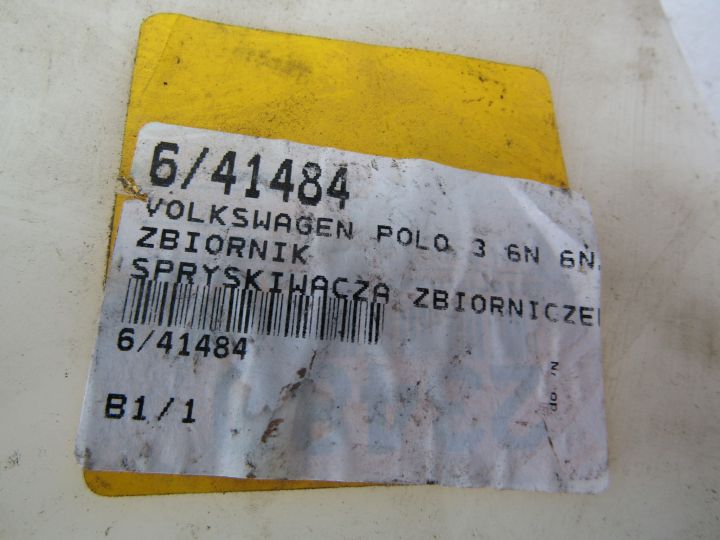 6/41484
VOLKSWAGEN POLO 3 6N 6N
ZBIORNIK
SPRYSKIWACZA ZBIORNICZE
6/41484
B1/1